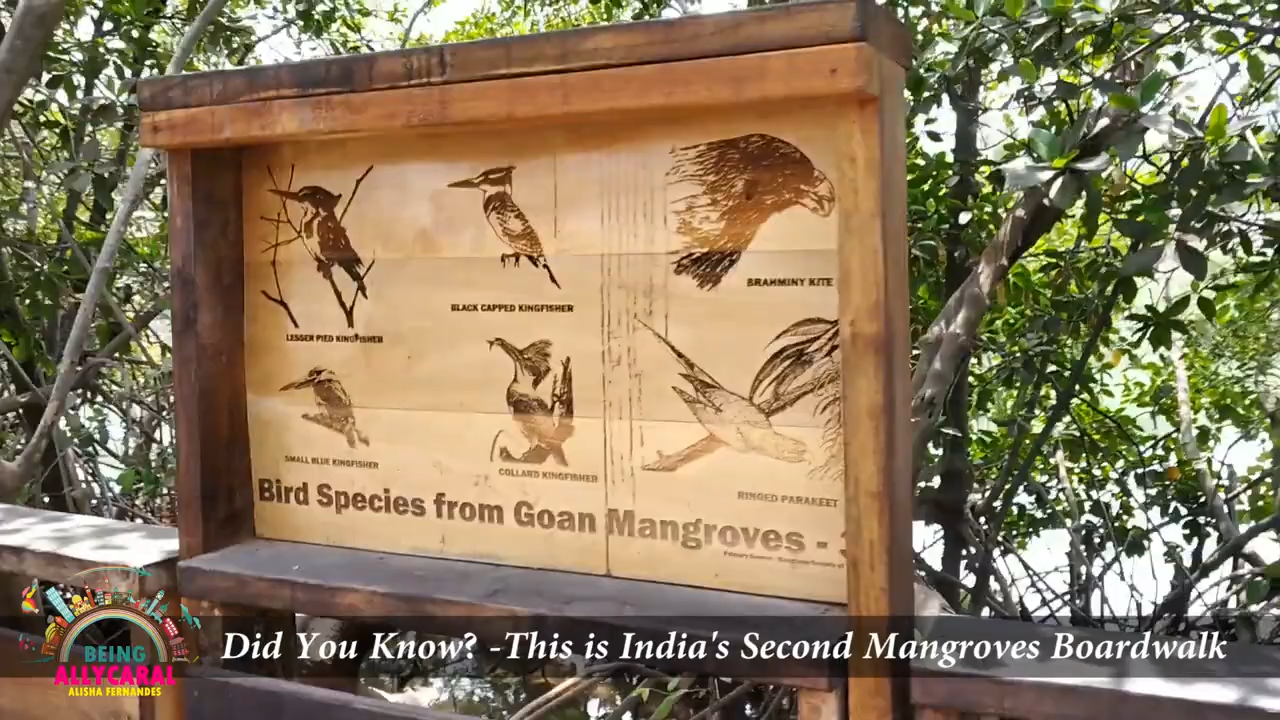 LESSER PIED KINGFISHER
BLACK CAPPED KINGFISHER
BRAHMINY KITE
SMALL BLUE KINGFISHER
COLLARD KINGFISHER
RINGED PARAKEET
Bird Species from Goan Mangroves -
BEING
ALLYCARAL
ALISHA FERNANDES
Did You Know? -This is India's Second Mangroves Boardwalk